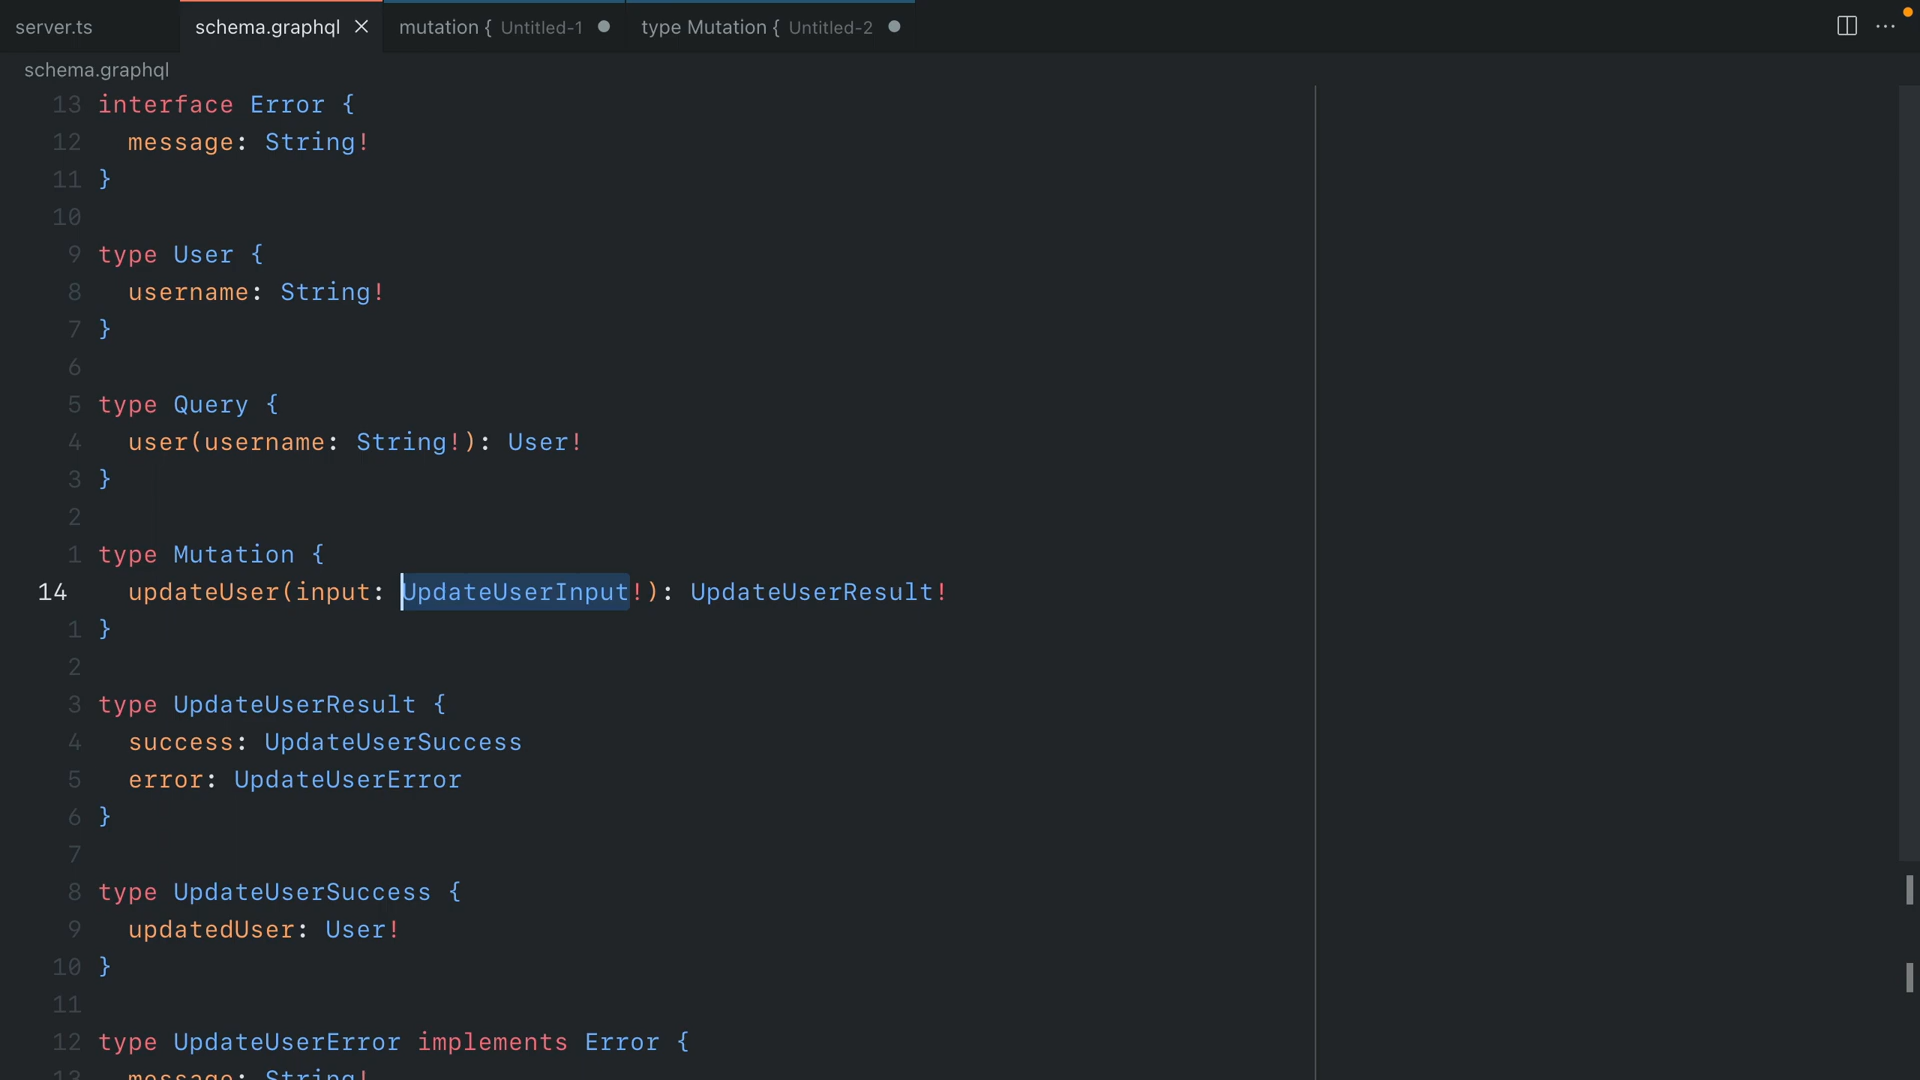 server.ts schema.graphql mutation { Untitled-1 type Mutation { Untitled-2
schema.graphql
13 interface Error {
12 message: String!
11 }
10
9 type User {
8 username: String!
7 }
6
5 type Query {
4 user(username: String!): User!
3 }
2
1 type Mutation {
14 updateUser(input: UpdateUserInput!): UpdateUserResult!
1 }
2
3 type UpdateUserResult {
4 success: UpdateUserSuccess
5 error: UpdateUserError
6 }
7
8 type UpdateUserSuccess {
9 updatedUser: User!
10 }
11
12 type UpdateUserError implements Error {
13 message: String!